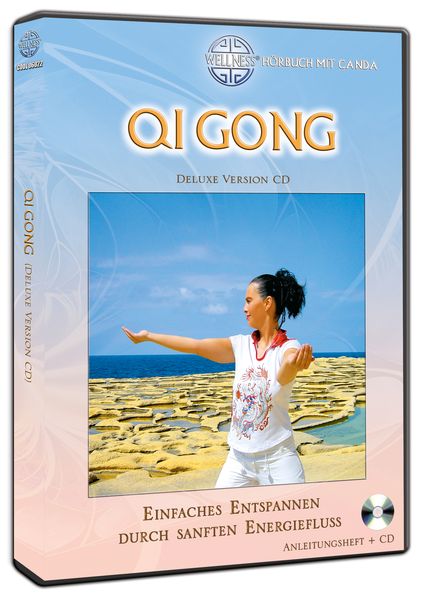 WELLNESS HÖRBUCH MIT CANDA
QI GONG
DELUXE VERSION CD
EINFACHES ENTSPANNEN
DURCH SANFTEN ENERGIEFLUSS
ANLEITUNGSHEFT + CD
WELLNESS
QI GONG (DELUXE VERSION CD)